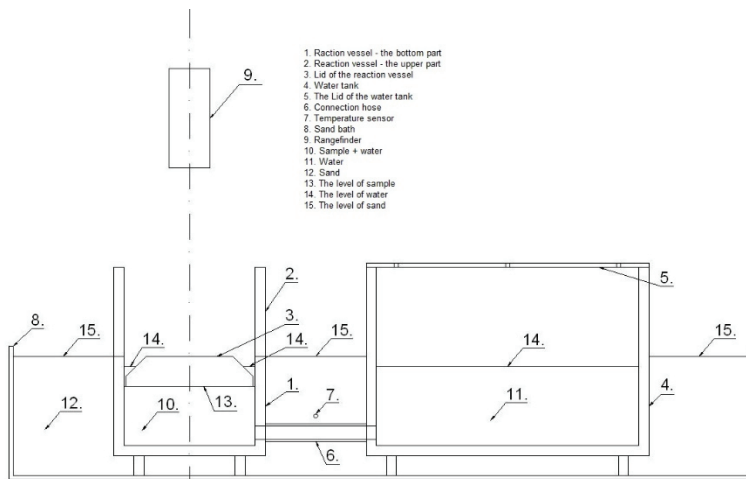 1. Raction vessel - the bottom part
2. Reaction vessel - the upper part
3. Lid of the reaction vessel
4. Water tank
5. The Lid of the water tank
6. Connection hose
7. Temperature sensor
8. Sand bath
9. Rangefinder
10. Sample + water
11. Water
12. Sand
13. The level of sample
14. The level of water
15. The level of sand
9.
2.
5.
8.
15.
3.
15.
15.
14.
14.
14.
1.
4.
12.
10.
13.
7.
11.
6.